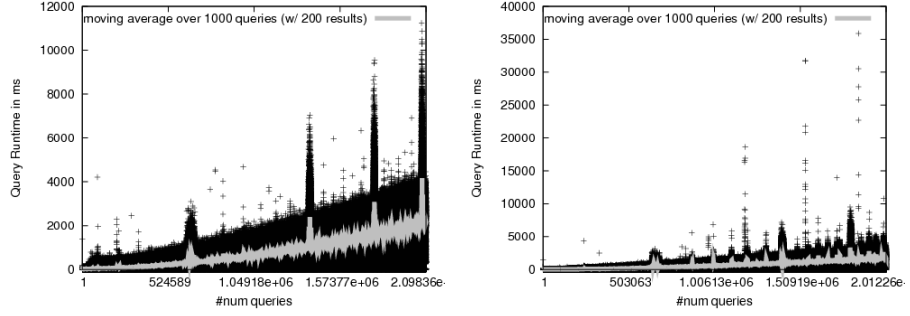 moving average over 1000 queries (w/ 200 results)
12000
10000
8000
6000
4000
2000
0
Query Runtime in ms
1 524589 1.04918e+06 1.57377e+06 2.09836e-
#num queries
moving average over 1000 queries (w/ 200 results)
40000
35000
30000
25000
20000
15000
10000
5000
0
Query Runtime in ms
1 503063 1.00613e+06 1.50919e+06 2.01226e-
#num queries